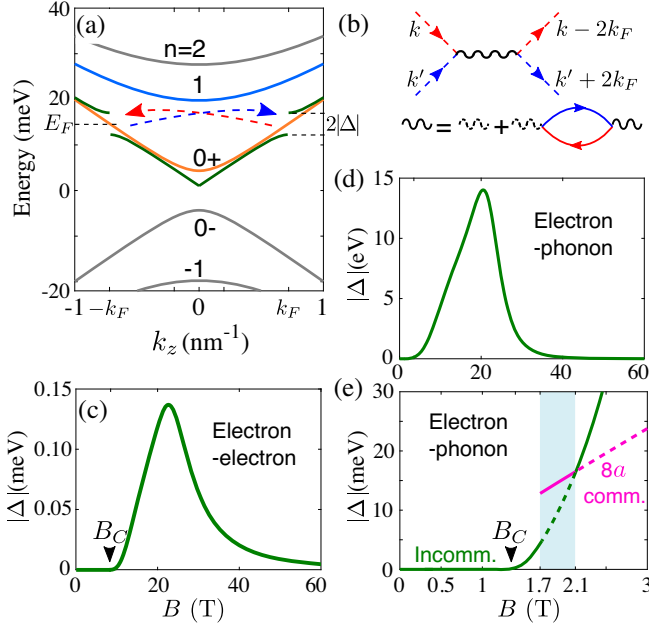 (a)
40
20
0
-20
Energy (meV)
n=2
1
E_F
2|Δ|
0+
0-
-1
-1
−k_F
0
k_F
1
k_z (nm⁻¹)
(b)
k
k − 2k_F
k′
k′ + 2k_F
= +
(c)
0.15
0.10
0.05
0
|Δ|(meV)
Electron
-electron
B_C
0
20
40
60
B (T)
(d)
15
10
5
0
|Δ|(eV)
Electron
-phonon
0
20
40
60
(e)
30
20
10
0
|Δ|(meV)
Electron
-phonon
8a
comm.
B_C
Incomm.
0
0.5
1
1.7
2.1
3
B (T)